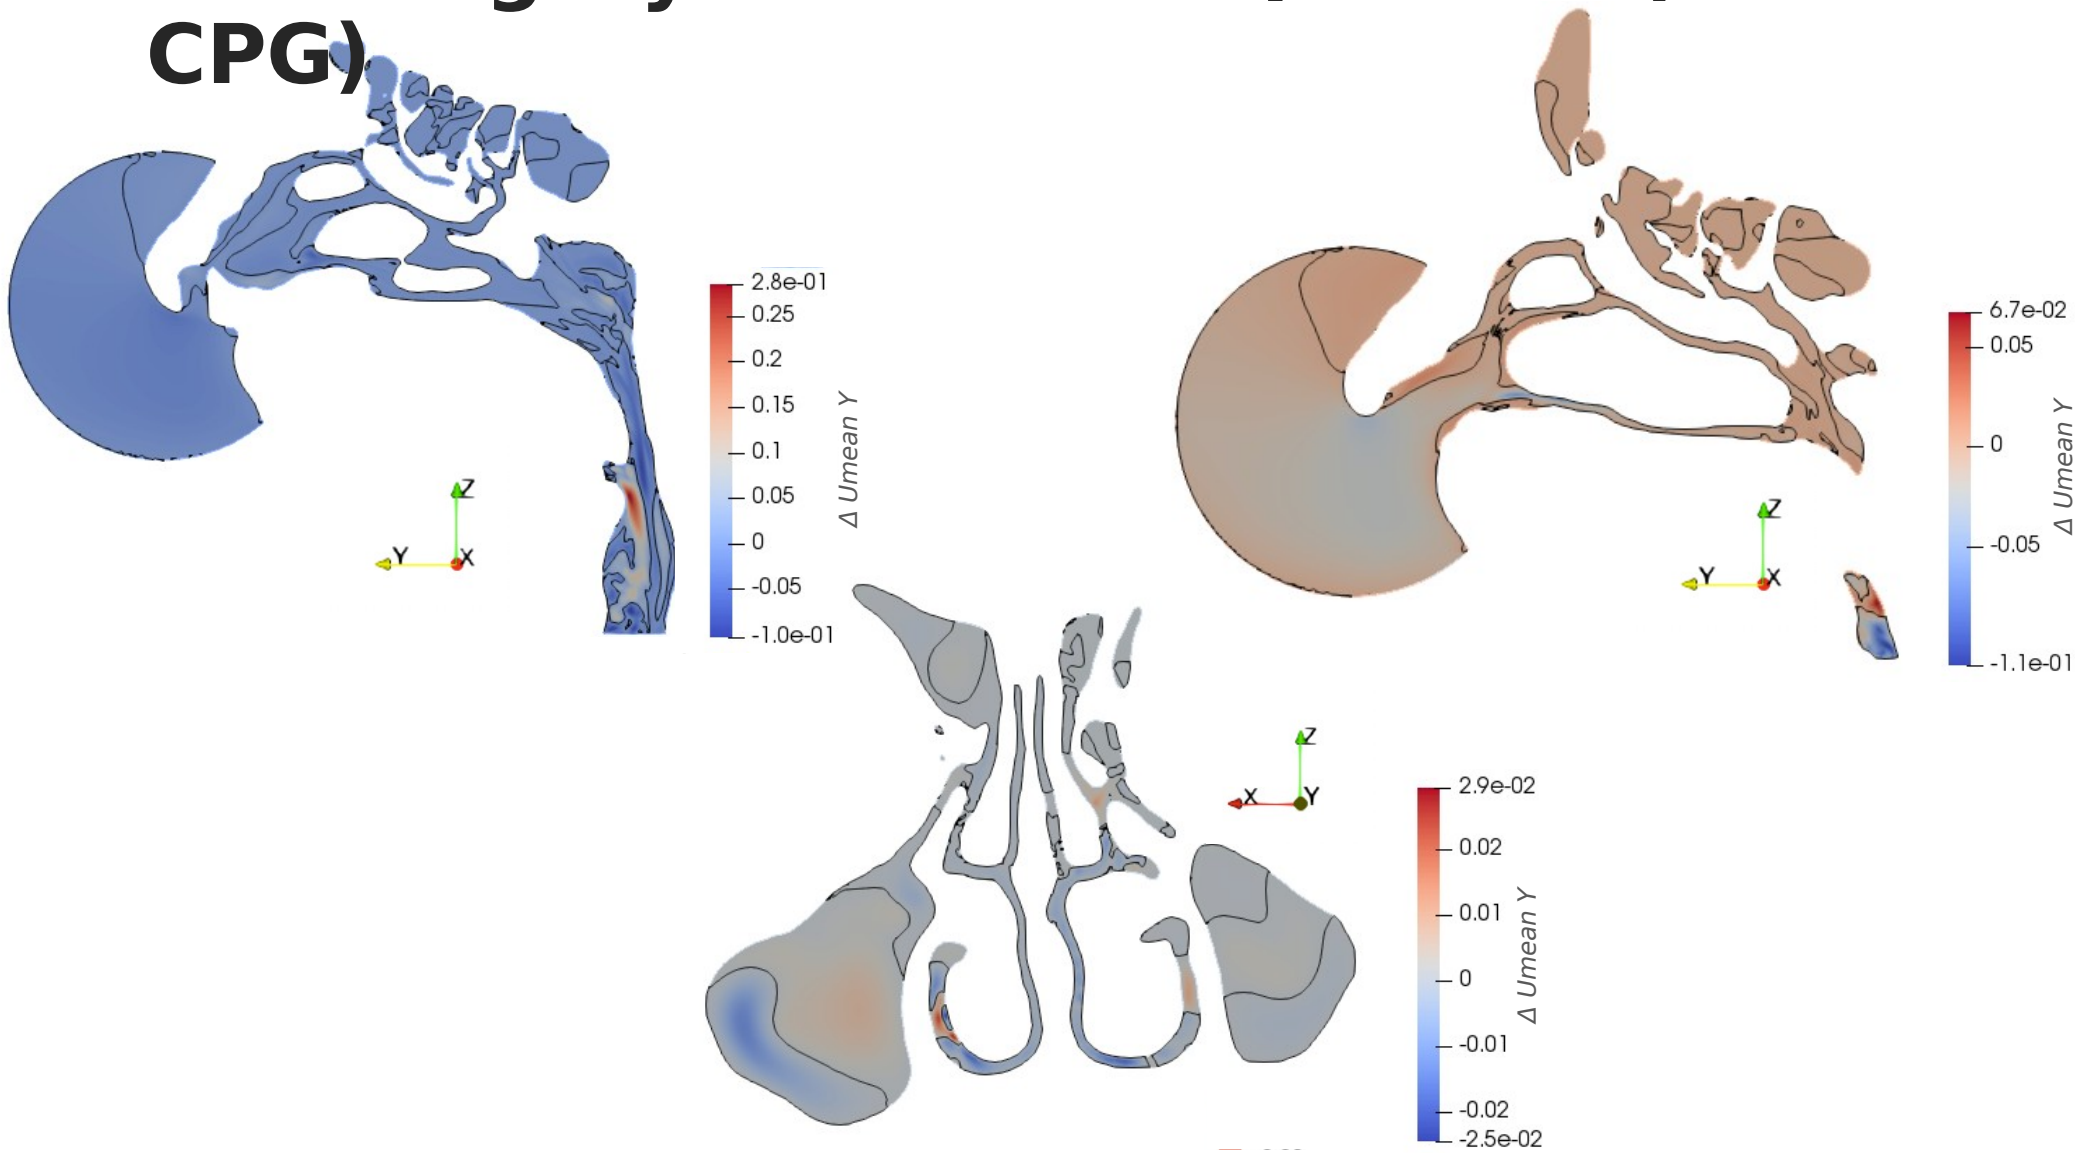 CPG)
2.8e-01
0.25
0.2
0.15
0.1
0.05
0
-0.05
-1.0e-01
Δ Umean Y
Z
Y
X
6.7e-02
0.05
0
-0.05
-1.1e-01
Δ Umean Y
Z
Y
X
Z
X
Y
2.9e-02
0.02
0.01
0
-0.01
-0.02
-2.5e-02
Δ Umean Y